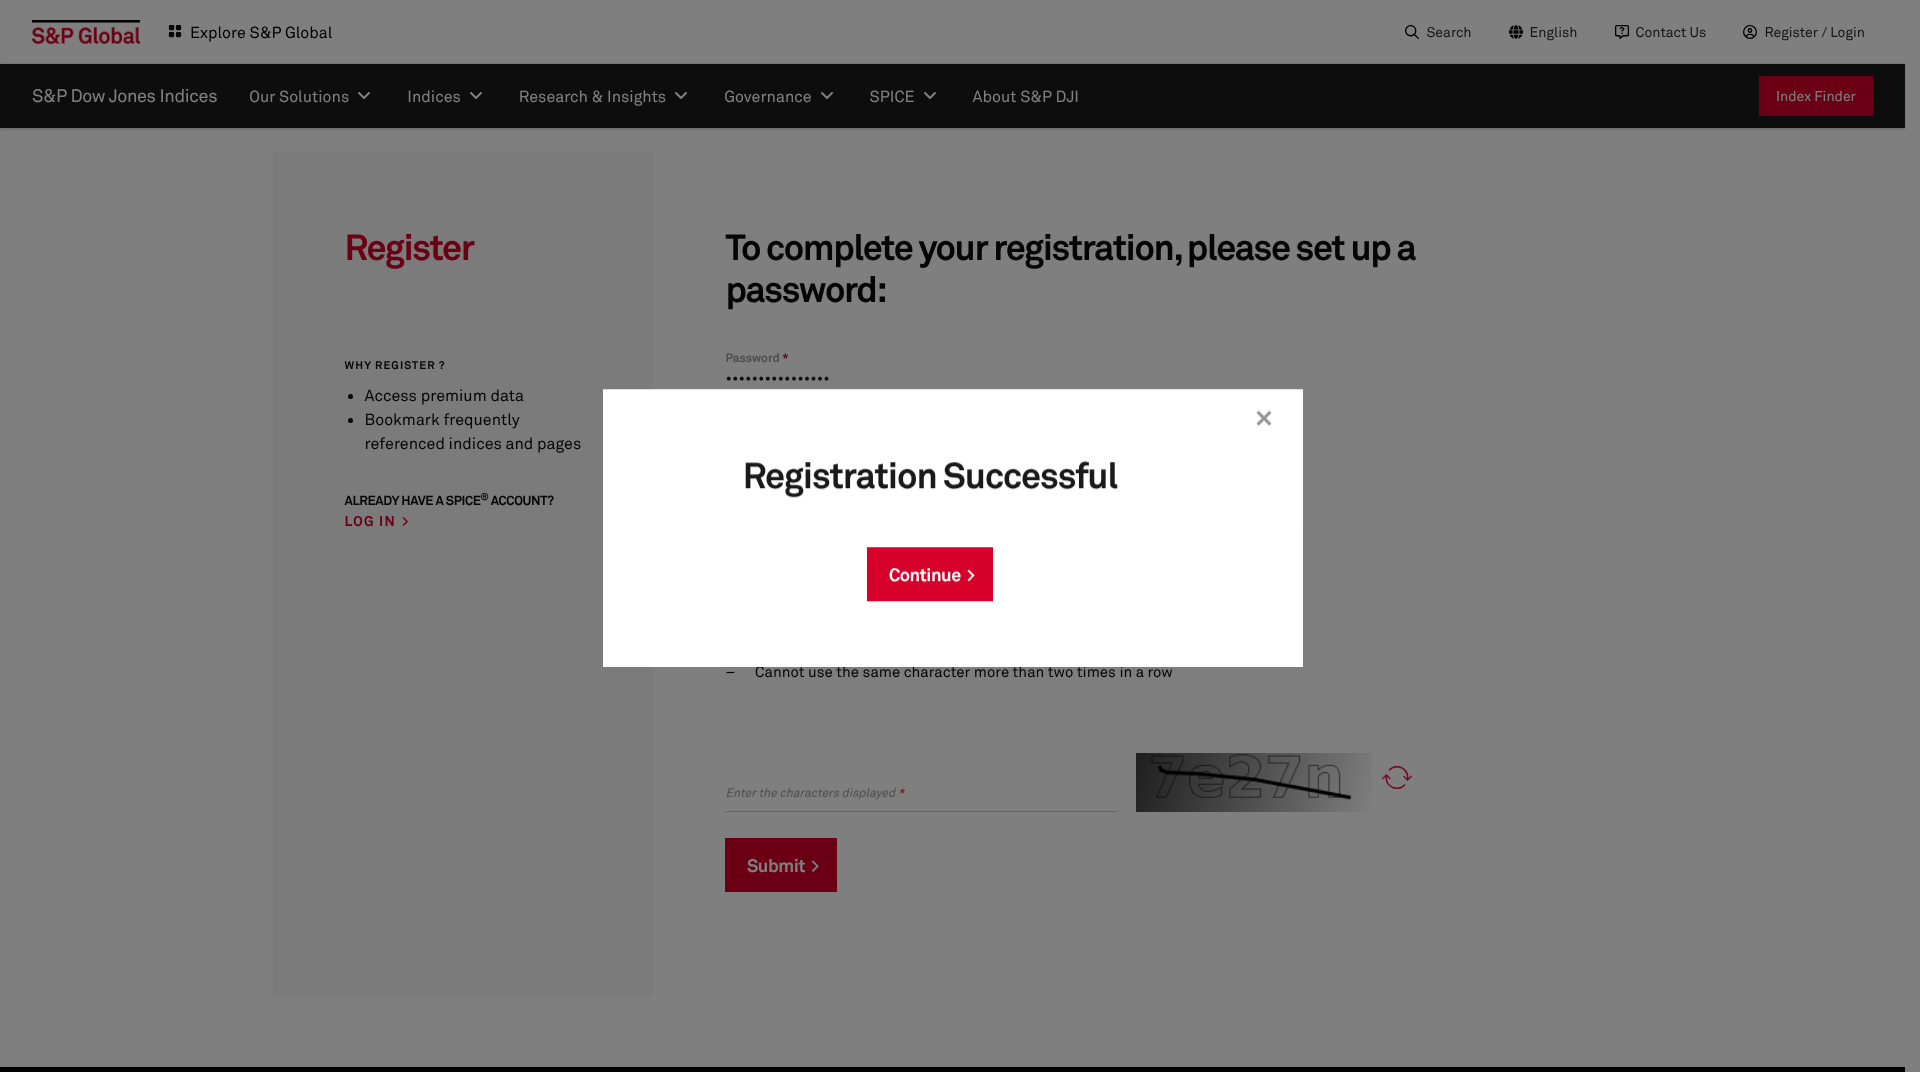 S&P Global
Explore S&P Global
Search
English
Contact Us
Register / Login
S&P Dow Jones Indices
Our Solutions
Indices
Research & Insights
Governance
SPICE
About S&P DJI
Index Finder
Register
WHY REGISTER ?
• Access premium data
• Bookmark frequently
referenced indices and pages
ALREADY HAVE A SPICE® ACCOUNT?
LOG IN >
To complete your registration, please set up a
password:
Password *
••••••••••••••••
×
Registration Successful
Continue >
– Cannot use the same character more than two times in a row
Enter the characters displayed *
7e27n
Submit >